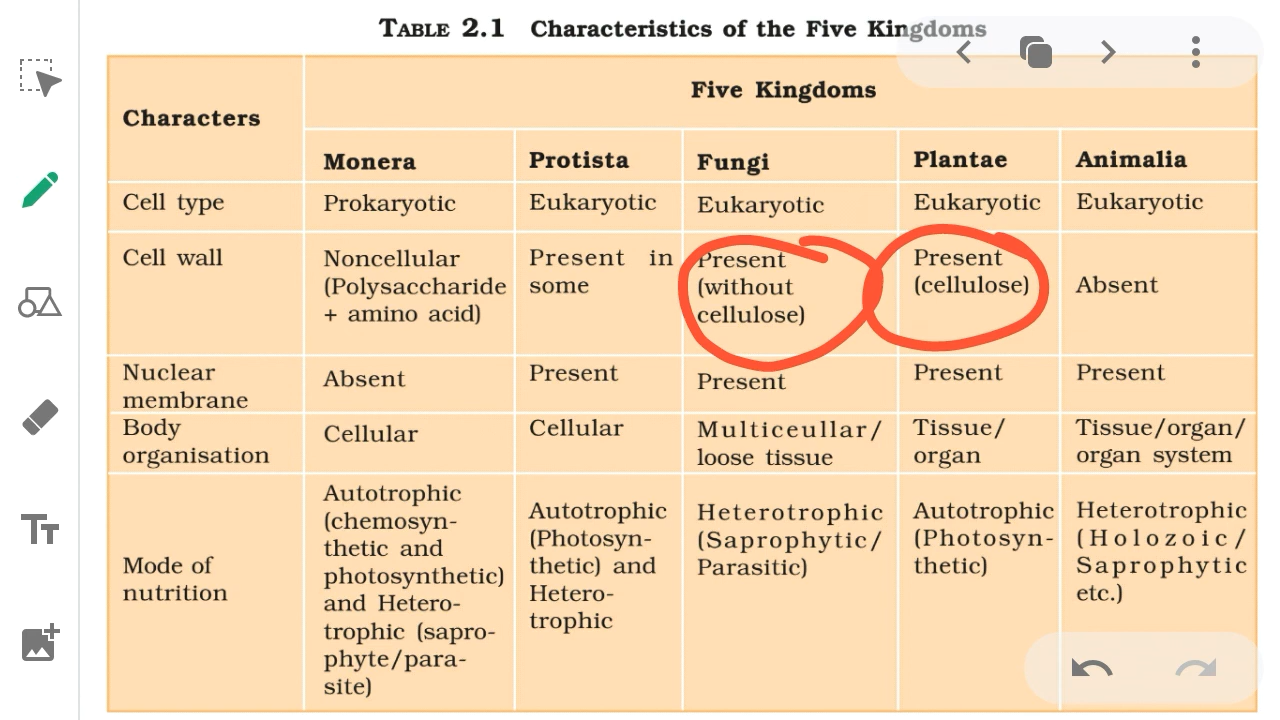 TABLE 2.1 Characteristics of the Five Kingdoms
Characters
Five Kingdoms
Monera
Protista
Fungi
Plantae
Animalia
Cell type
Prokaryotic
Eukaryotic
Eukaryotic
Eukaryotic
Eukaryotic
Cell wall
Noncellular
(Polysaccharide
+ amino acid)
Present in
some
Present
(without
cellulose)
Present
(cellulose)
Absent
Nuclear
membrane
Absent
Present
Present
Present
Present
Body
organisation
Cellular
Cellular
Multiceullar/
loose tissue
Tissue/
organ
Tissue/organ/
organ system
Mode of
nutrition
Autotrophic
(chemosyn-
thetic and
photosynthetic)
and Hetero-
trophic (sapro-
phyte/para-
site)
Autotrophic
(Photosyn-
thetic) and
Hetero-
trophic
Heterotrophic
(Saprophytic/
Parasitic)
Autotrophic
(Photosyn-
thetic)
Heterotrophic
(Holozoic/
Saprophytic
etc.)
TT